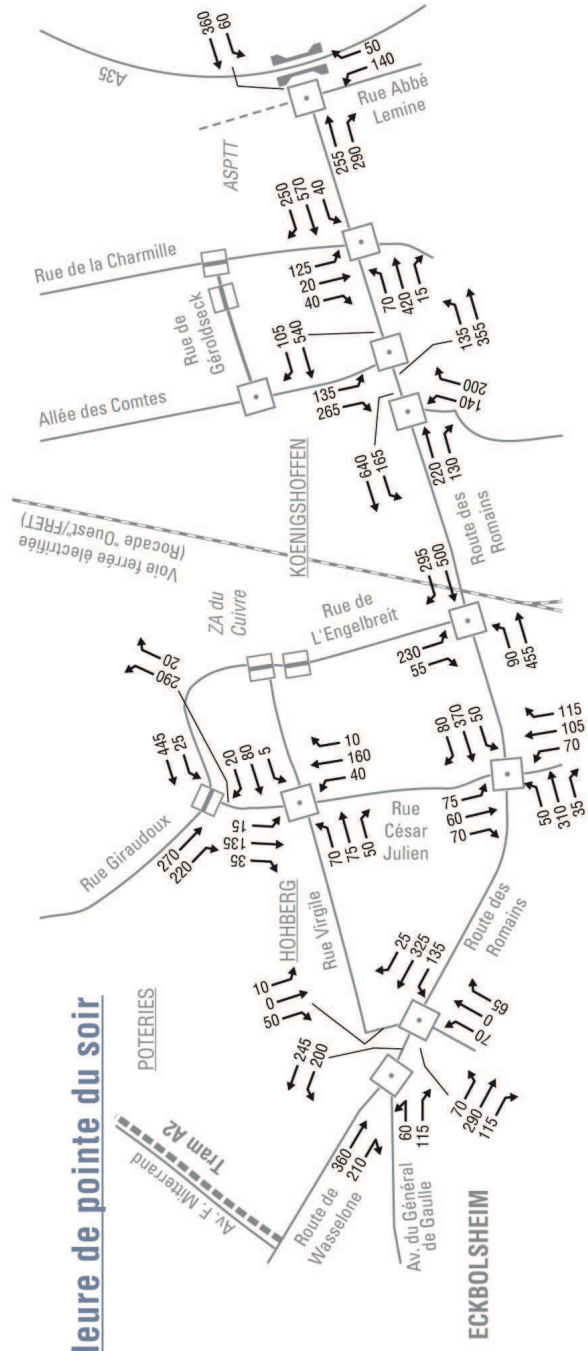 leure de pointe du soir
POTERIES
Tram A2
Av. F. Mitterrand
Route de
Wasselone
Av. du Général
de Gaulle
ECKBOLSHEIM
360
210
60
115
245
200
50
0
10
70
290
115
25
325
135
70
0
65
HOHBERG
Rue Virgile
Route des
Romains
Rue Giraudoux
270
220
445
25
290
20
35
135
15
20
80
5
70
75
50
40
160
10
Rue
César
Julien
ZA du
Cuivre
Rue de
L'Engelbreit
70
60
75
80
370
50
50
310
35
70
105
115
55
230
295
500
90
455
Voie ferrée électrifiée
(Rocade "Ouest"/FRET)
KOENIGSHOFFEN
Route des
Romains
640
165
220
130
140
200
Allée des Comtes
Rue de
Géroldseck
265
135
105
540
135
355
Rue de la Charmille
40
20
125
250
570
40
70
420
15
ASPTT
255
290
360
60
140
50
Rue Abbé
Lemine
A35